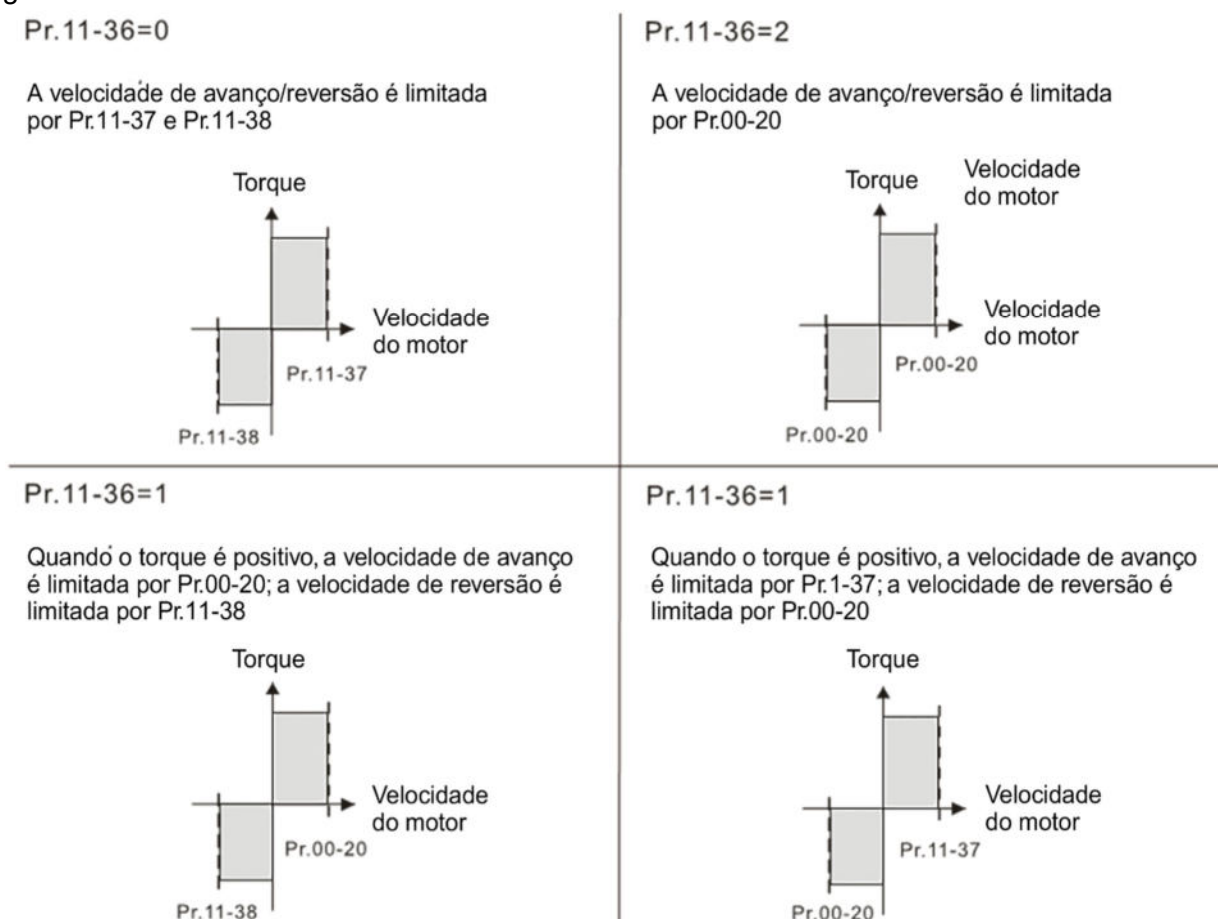 Pr.11-36=0
A velocidade de avanço/reversão é limitada
por Pr.11-37 e Pr.11-38
Torque
Velocidade
do motor
Pr.11-37
Pr.11-38
Pr.11-36=2
A velocidade de avanço/reversão é limitada
por Pr.00-20
Torque
Velocidade
do motor
Velocidade
do motor
Pr.00-20
Pr.00-20
Pr.11-36=1
Quando o torque é positivo, a velocidade de avanço
é limitada por Pr.00-20; a velocidade de reversão é
limitada por Pr.11-38
Torque
Velocidade
do motor
Pr.00-20
Pr.11-38
Pr.11-36=1
Quando o torque é positivo, a velocidade de avanço
é limitada por Pr.1-37; a velocidade de reversão é
limitada por Pr.00-20
Torque
Velocidade
do motor
Pr.11-37
Pr.00-20